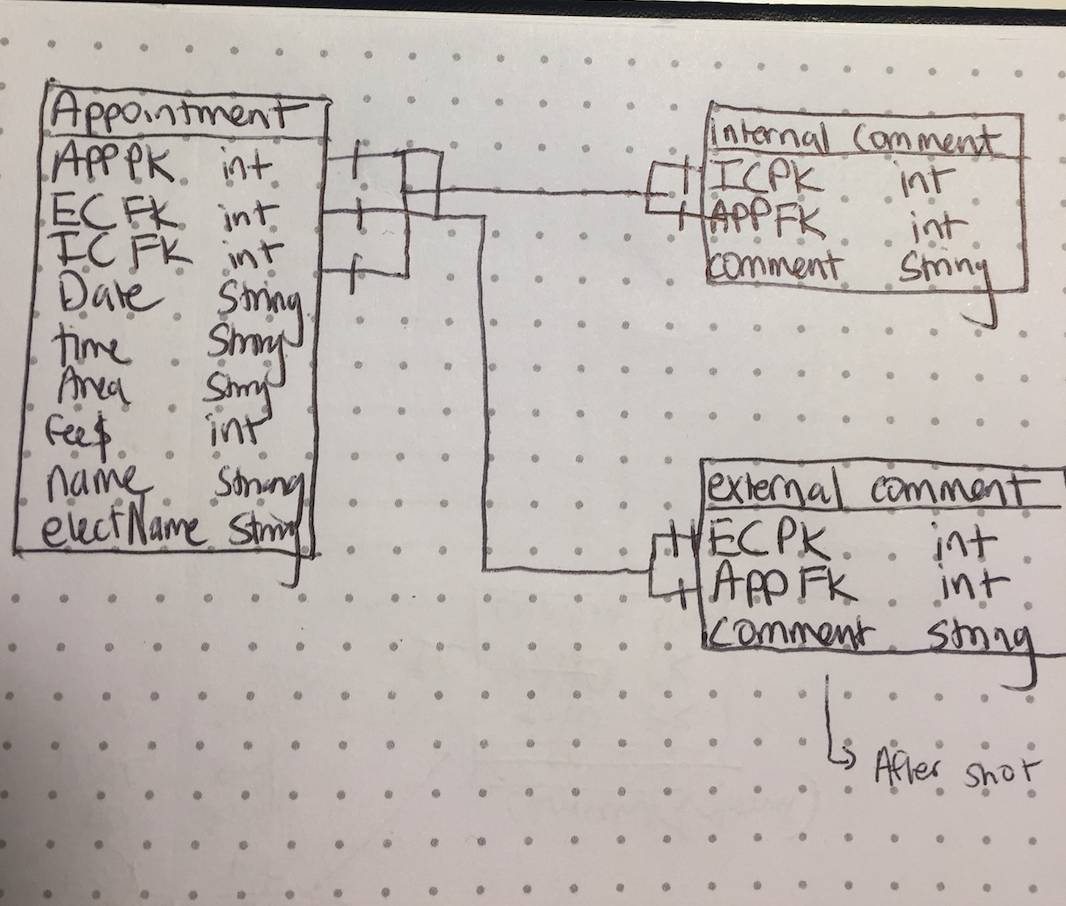 Appointment
APP PK int
EC FK int
IC FK int
Date String
time String
Area String
Fee$ int
name String
electName String
internal comment
ICPK int
APP FK int
comment String
external comment
ECPK int
APP FK int
comment string
After shot